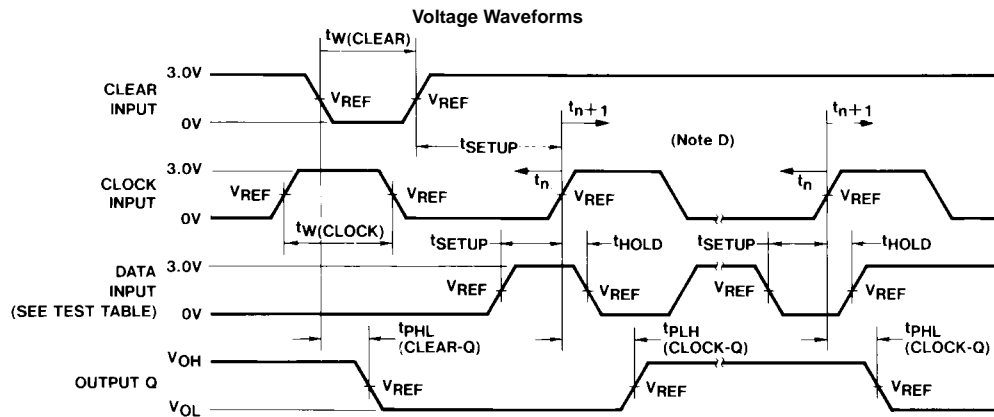 Voltage Waveforms
tW(CLEAR)
3.0V
CLEAR INPUT
VREF
VREF
0V
tn+1
tn+1
tSETUP
(Note D)
3.0V
CLOCK INPUT
VREF
VREF
tn
VREF
tn
VREF
0V
tW(CLOCK)
tSETUP
tHOLD
tSETUP
tHOLD
3.0V
DATA INPUT
(SEE TEST TABLE)
VREF
VREF
VREF
VREF
0V
tPHL
(CLEAR-Q)
tPLH
(CLOCK-Q)
tPHL
(CLOCK-Q)
VOH
OUTPUT Q
VREF
VREF
VREF
VOL